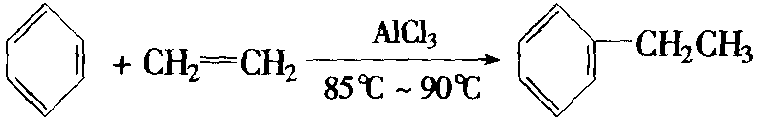 + CH₂=CH₂ AlCl₃ 85℃ ~ 90℃ CH₂CH₃